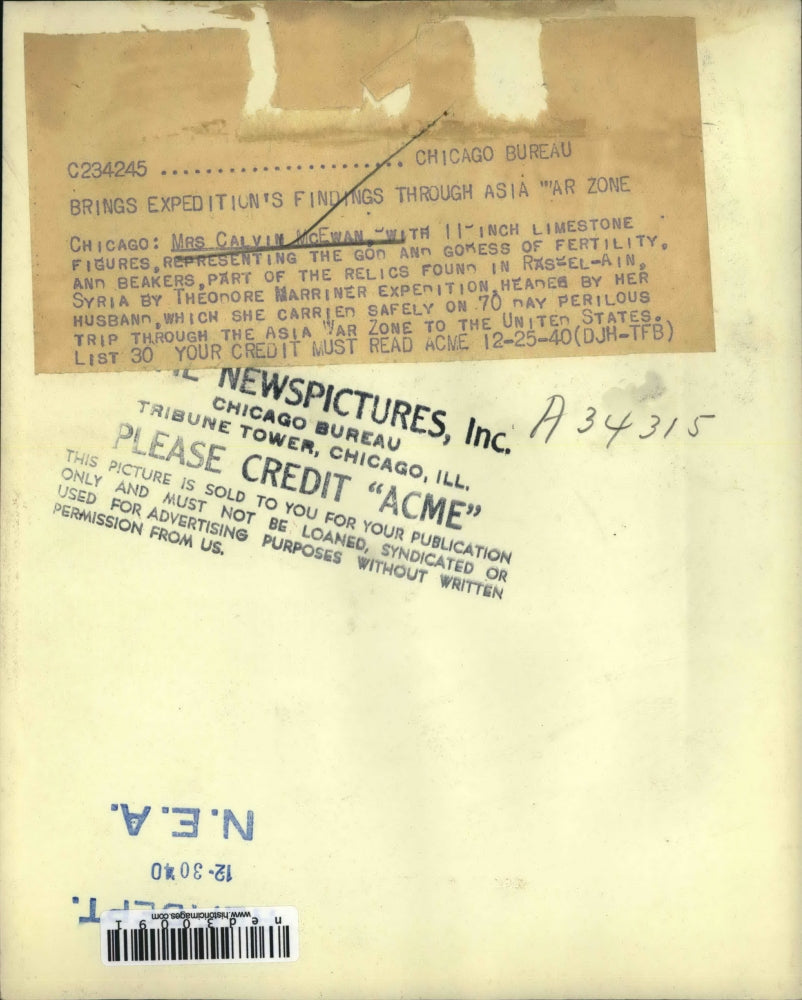 C234245 ...................... CHICAGO BUREAU
BRINGS EXPEDITION'S FINDINGS THROUGH ASIA "'AR ZONE
CHICAGO: MRS CALVIN MCEWAN -WITH 11-INCH LIMESTONE
FIGURES, REPRESENTING THE GOD AND GODESS OF FERTILITY,
AND BEAKERS, PART OF THE RELICS FOUND IN RAS-EL-AIN,
SYRIA BY THEODORE MARRINER EXPEDITION, HEADED BY HER
HUSBAND, WHICH SHE CARRIED SAFELY ON 70 DAY PERILOUS
TRIP THROUGH THE ASIA WAR ZONE TO THE UNITED STATES.
LIST 30 YOUR CREDIT MUST READ ACME 12-25-40(DJH-TFB)
NEWSPICTURES, Inc.
CHICAGO BUREAU
TRIBUNE TOWER, CHICAGO, ILL.
A34315
PLEASE CREDIT "ACME"
THIS PICTURE IS SOLD TO YOU FOR YOUR PUBLICATION
ONLY AND MUST NOT BE LOANED, SYNDICATED OR
USED FOR ADVERTISING PURPOSES WITHOUT WRITTEN
PERMISSION FROM US.
N.E.A.
12-30 40
www.historicimages.com
ned30091